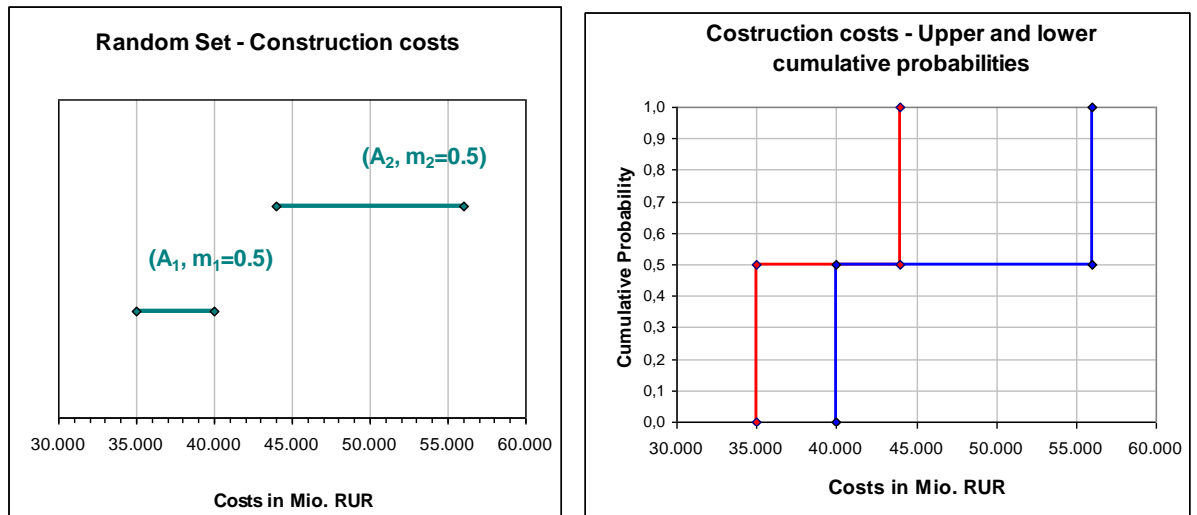 Random Set - Construction costs
(A2, m2=0.5)
(A1, m1=0.5)
30.000 35.000 40.000 45.000 50.000 55.000 60.000
Costs in Mio. RUR
Costruction costs - Upper and lower
cumulative probabilities
Cumulative Probability
1,0
0,9
0,8
0,7
0,6
0,5
0,4
0,3
0,2
0,1
0,0
30.000 35.000 40.000 45.000 50.000 55.000 60.000
Costs in Mio. RUR